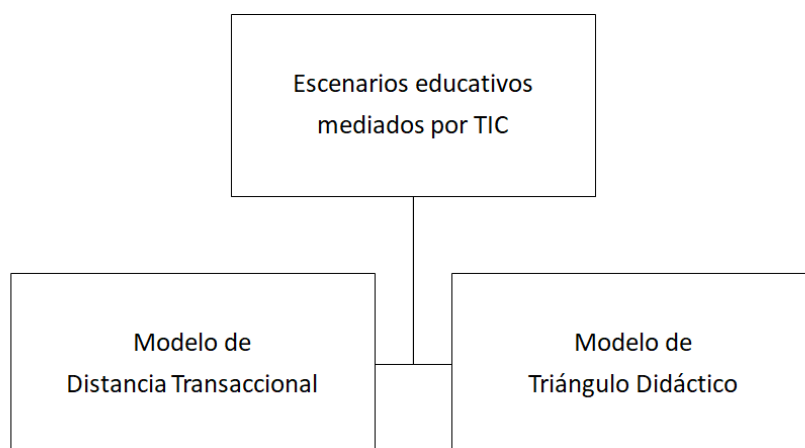 Escenarios educativos
mediados por TIC
Modelo de
Distancia Transaccional
Modelo de
Triángulo Didáctico